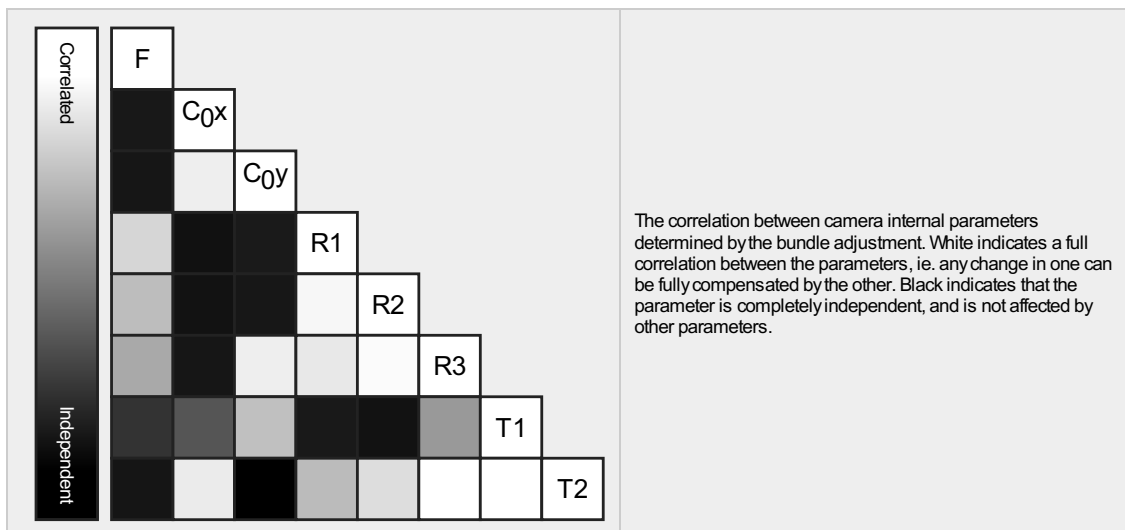 Correlated
Independent
F
C0x
C0y
R1
R2
R3
T1
T2
The correlation between camera internal parameters
determined by the bundle adjustment. White indicates a full
correlation between the parameters, ie. any change in one can
be fully compensated by the other. Black indicates that the
parameter is completely independent, and is not affected by
other parameters.